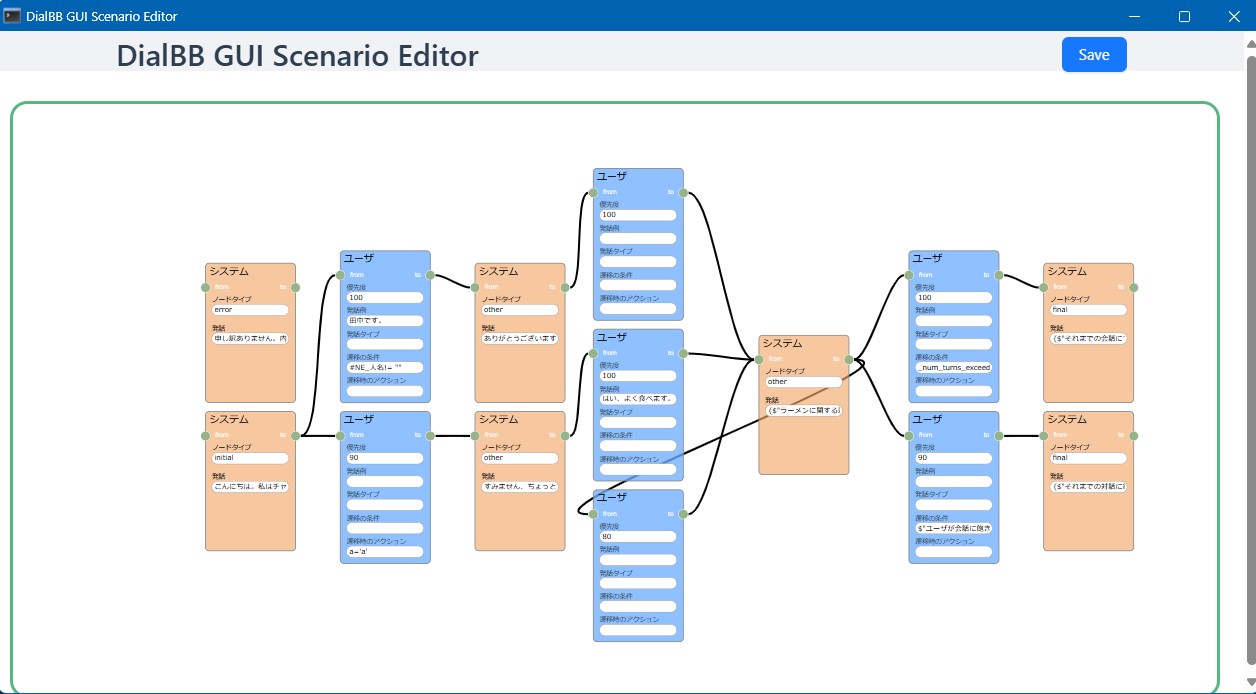 DialBB GUI Scenario Editor
DialBB GUI Scenario Editor
Save
システム
from to
ノードタイプ
error
発話
申し訳ありません。内
システム
from to
ノードタイプ
initial
発話
こんにちは。私はチャ
ユーザ
from to
優先度
100
発話例
田中です。
発話タイプ
遷移の条件
#NE_人名!= ""
遷移時のアクション
ユーザ
from to
優先度
90
発話例
発話タイプ
遷移の条件
遷移時のアクション
a='a'
システム
from to
ノードタイプ
other
発話
ありがとうございます
システム
from to
ノードタイプ
other
発話
すみません、ちょっと
ユーザ
from to
優先度
100
発話例
発話タイプ
遷移の条件
遷移時のアクション
ユーザ
from to
優先度
100
発話例
はい、よく食べます。
発話タイプ
遷移の条件
遷移時のアクション
ユーザ
from to
優先度
80
発話例
発話タイプ
遷移の条件
遷移時のアクション
システム
from to
ノードタイプ
other
発話
{$"ラーメンに関する
ユーザ
from to
優先度
100
発話例
発話タイプ
遷移の条件
_num_turns_exceed
遷移時のアクション
ユーザ
from to
優先度
90
発話例
発話タイプ
遷移の条件
$"ユーザが会話に飽き
遷移時のアクション
システム
from to
ノードタイプ
final
発話
{$"それまでの会話に
システム
from to
ノードタイプ
final
発話
{$"それまでの対話に